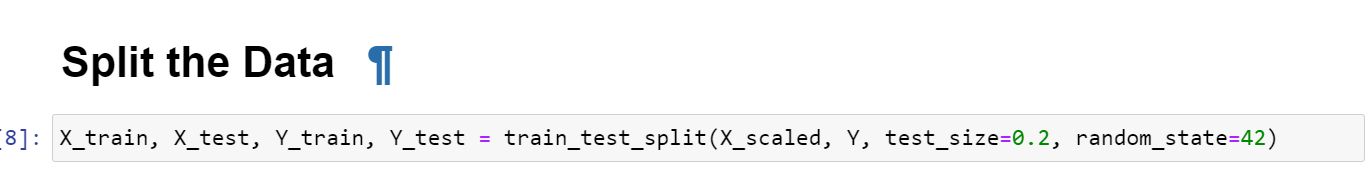 Split the Data ¶
[8]: X_train, X_test, Y_train, Y_test = train_test_split(X_scaled, Y, test_size=0.2, random_state=42)